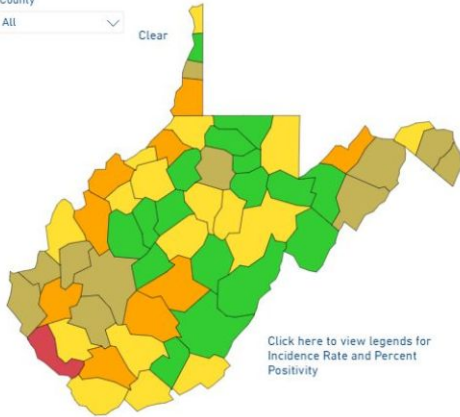 County
All
Clear
Click here to view legends for
Incidence Rate and Percent
Positivity